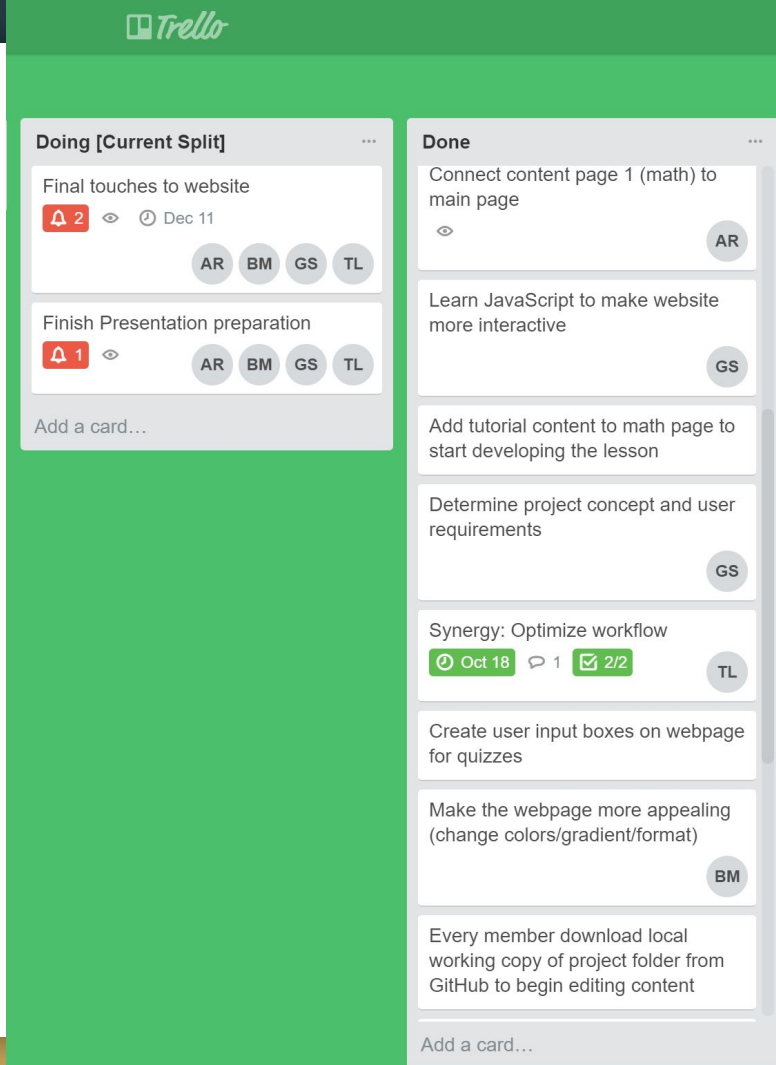 Trello
Doing [Current Split]
Final touches to website
2
Dec 11
AR BM GS TL
Finish Presentation preparation
1
AR BM GS TL
Add a card…
Done
Connect content page 1 (math) to
main page
AR
Learn JavaScript to make website
more interactive
GS
Add tutorial content to math page to
start developing the lesson
Determine project concept and user
requirements
GS
Synergy: Optimize workflow
Oct 18 1 2/2
TL
Create user input boxes on webpage
for quizzes
Make the webpage more appealing
(change colors/gradient/format)
BM
Every member download local
working copy of project folder from
GitHub to begin editing content
Add a card…